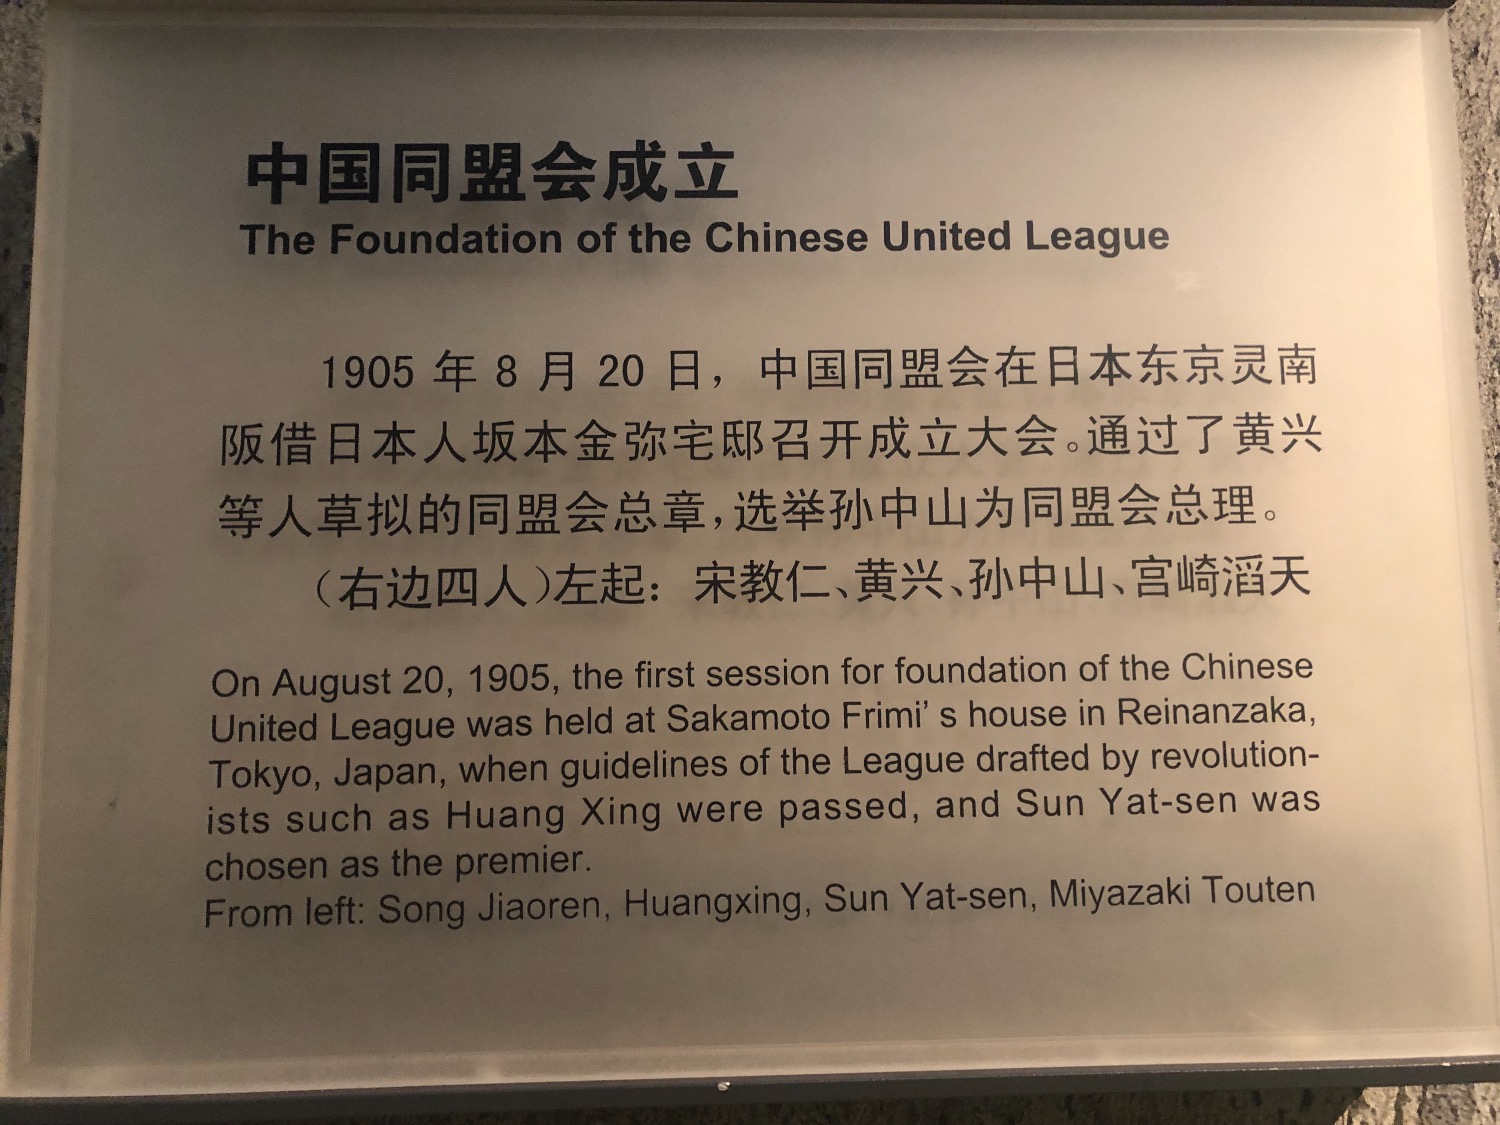 中国同盟会成立
The Foundation of the Chinese United League
1905 年 8 月 20 日，中国同盟会在日本东京灵南
阪借日本人坂本金弥宅邸召开成立大会。通过了黄兴
等人草拟的同盟会总章，选举孙中山为同盟会总理。
（右边四人）左起：宋教仁、黄兴、孙中山、宫崎滔天
On August 20, 1905, the first session for foundation of the Chinese
United League was held at Sakamoto Frimi’ s house in Reinanzaka,
Tokyo, Japan, when guidelines of the League drafted by revolution-
ists such as Huang Xing were passed, and Sun Yat-sen was
chosen as the premier.
From left: Song Jiaoren, Huangxing, Sun Yat-sen, Miyazaki Touten